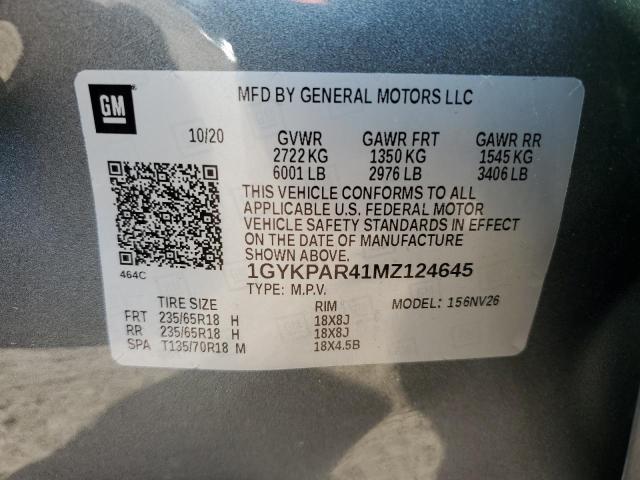 GM
MFD BY GENERAL MOTORS LLC
10/20 GVWR GAWR FRT GAWR RR
2722 KG 1350 KG 1545 KG
6001 LB 2976 LB 3406 LB
THIS VEHICLE CONFORMS TO ALL
APPLICABLE U.S. FEDERAL MOTOR
VEHICLE SAFETY STANDARDS IN EFFECT
ON THE DATE OF MANUFACTURE
SHOWN ABOVE.
464C 1GYKPAR41MZ124645
TYPE: M.P.V.
TIRE SIZE RIM MODEL: 156NV26
FRT 235/65R18 H 18X8J
RR 235/65R18 H 18X8J
SPA T135/70R18 M 18X4.5B